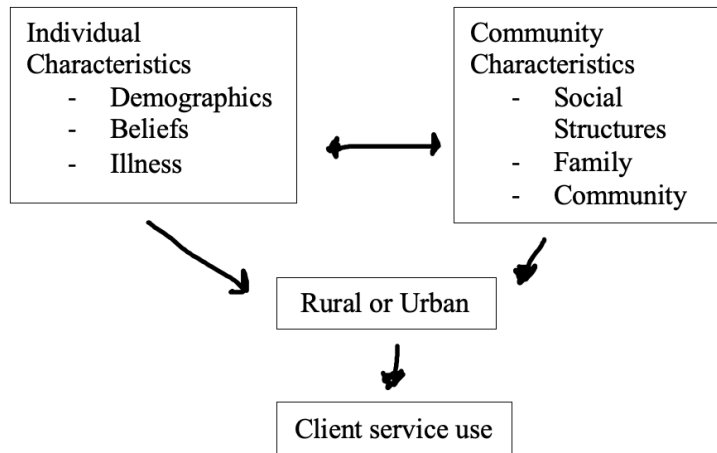 Individual
Characteristics
- Demographics
- Beliefs
- Illness
Community
Characteristics
- Social
Structures
- Family
- Community
Rural or Urban
Client service use